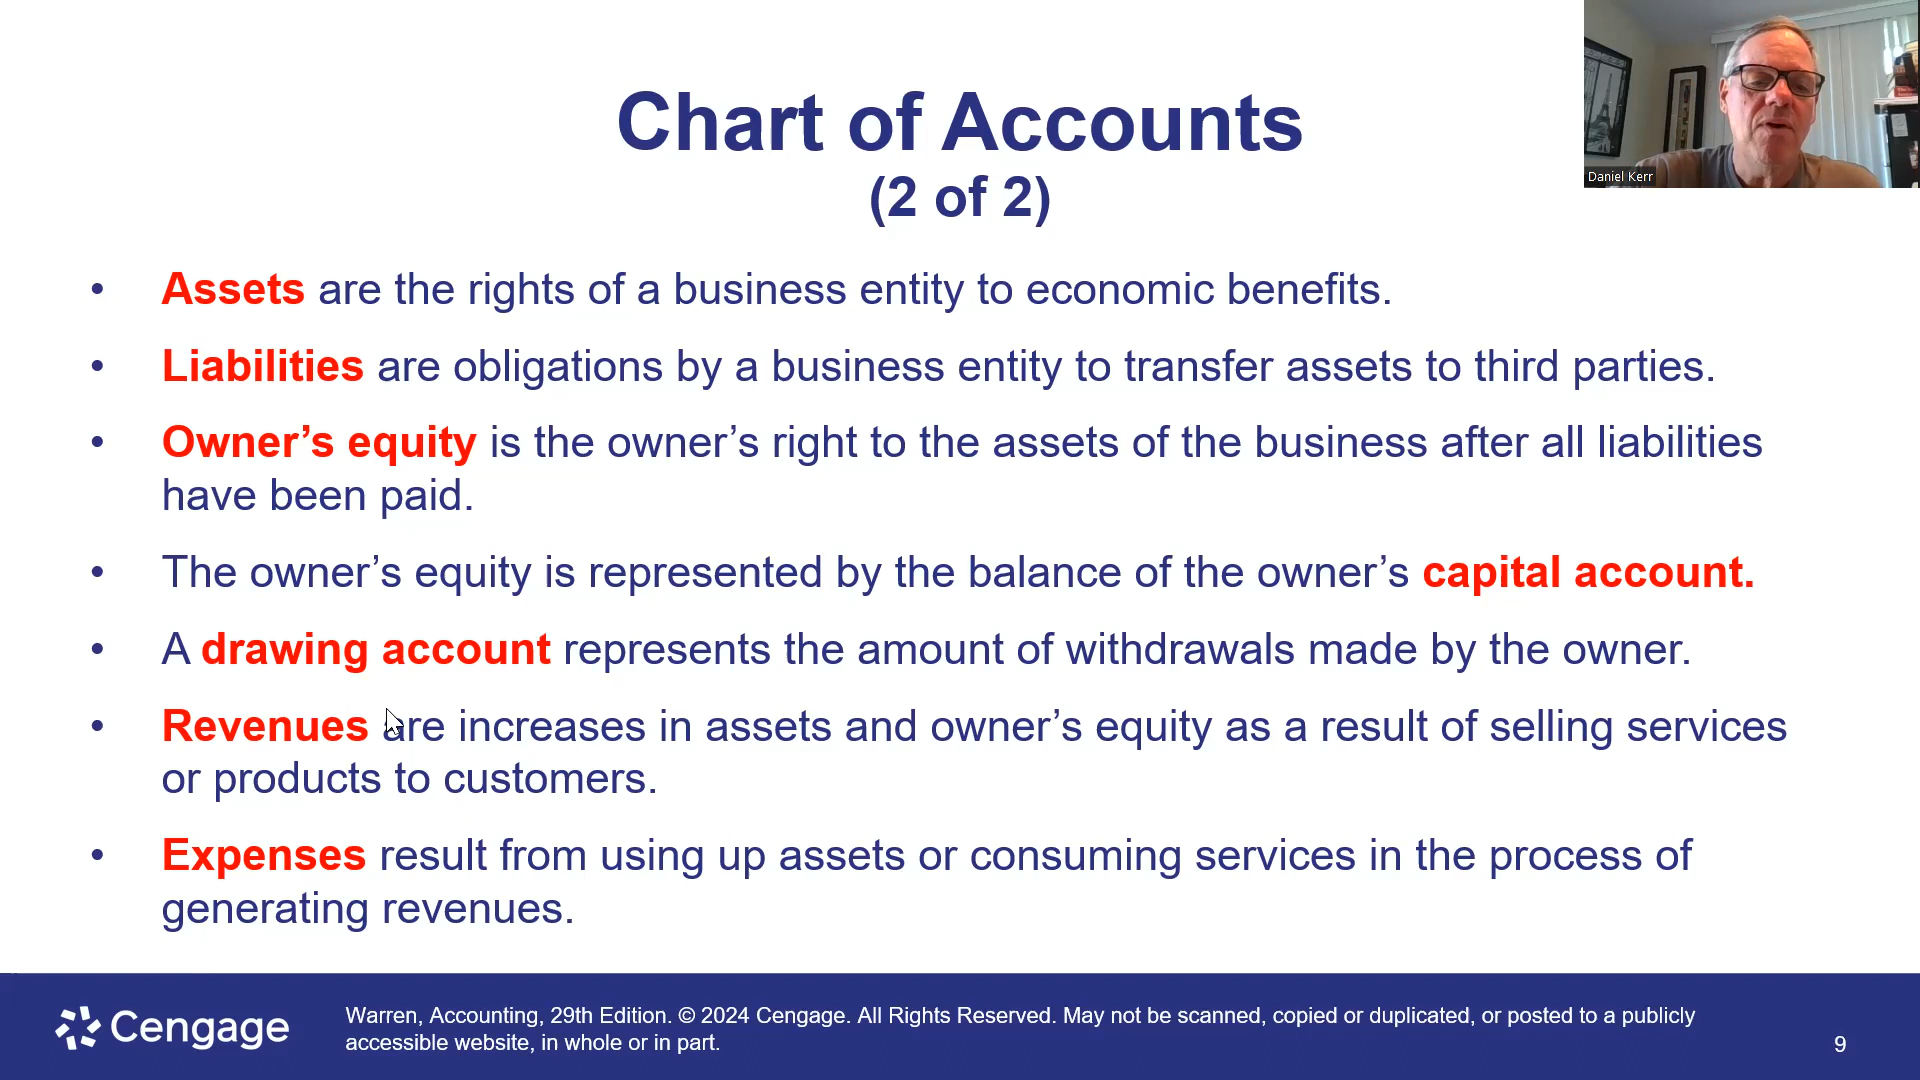 Chart of Accounts
(2 of 2)
Daniel Kerr
• Assets are the rights of a business entity to economic benefits.
• Liabilities are obligations by a business entity to transfer assets to third parties.
• Owner’s equity is the owner’s right to the assets of the business after all liabilities
have been paid.
• The owner’s equity is represented by the balance of the owner’s capital account.
• A drawing account represents the amount of withdrawals made by the owner.
• Revenues are increases in assets and owner’s equity as a result of selling services
or products to customers.
• Expenses result from using up assets or consuming services in the process of
generating revenues.
Cengage
Warren, Accounting, 29th Edition. © 2024 Cengage. All Rights Reserved. May not be scanned, copied or duplicated, or posted to a publicly
accessible website, in whole or in part.
9